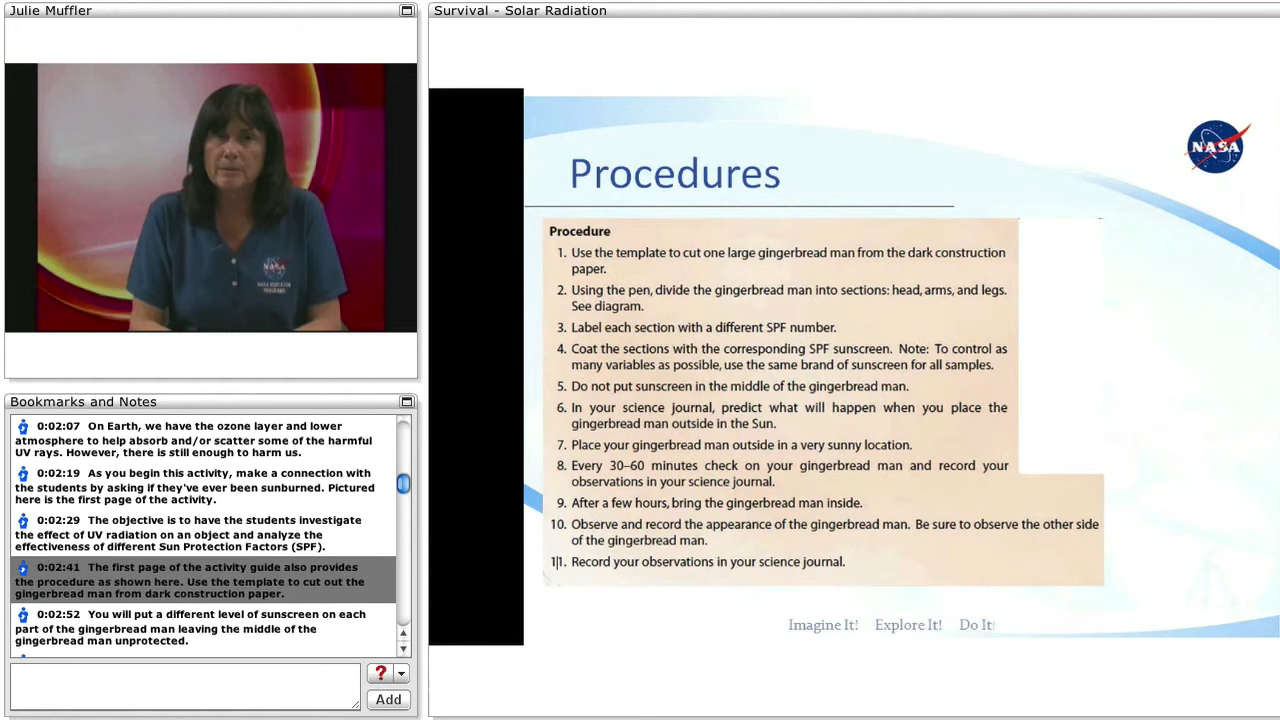 Julie Muffler
NASA
Bookmarks and Notes
0:02:07 On Earth, we have the ozone layer and lower
atmosphere to help absorb and/or scatter some of the harmful
UV rays. However, there is still enough to harm us.
0:02:19 As you begin this activity, make a connection with
the students by asking if they've ever been sunburned. Pictured
here is the first page of the activity.
0:02:29 The objective is to have the students investigate
the effect of UV radiation on an object and analyze the
effectiveness of different Sun Protection Factors (SPF).
0:02:41 The first page of the activity guide also provides
the procedure as shown here. Use the template to cut out the
gingerbread man from dark construction paper.
0:02:52 You will put a different level of sunscreen on each
part of the gingerbread man leaving the middle of the
gingerbread man unprotected.
?
Add
Survival - Solar Radiation
NASA
Procedures
Procedure
1. Use the template to cut one large gingerbread man from the dark construction
paper.
2. Using the pen, divide the gingerbread man into sections: head, arms, and legs.
See diagram.
3. Label each section with a different SPF number.
4. Coat the sections with the corresponding SPF sunscreen. Note: To control as
many variables as possible, use the same brand of sunscreen for all samples.
5. Do not put sunscreen in the middle of the gingerbread man.
6. In your science journal, predict what will happen when you place the
gingerbread man outside in the Sun.
7. Place your gingerbread man outside in a very sunny location.
8. Every 30–60 minutes check on your gingerbread man and record your
observations in your science journal.
9. After a few hours, bring the gingerbread man inside.
10. Observe and record the appearance of the gingerbread man. Be sure to observe the other side
of the gingerbread man.
11. Record your observations in your science journal.
Imagine It! Explore It! Do It!